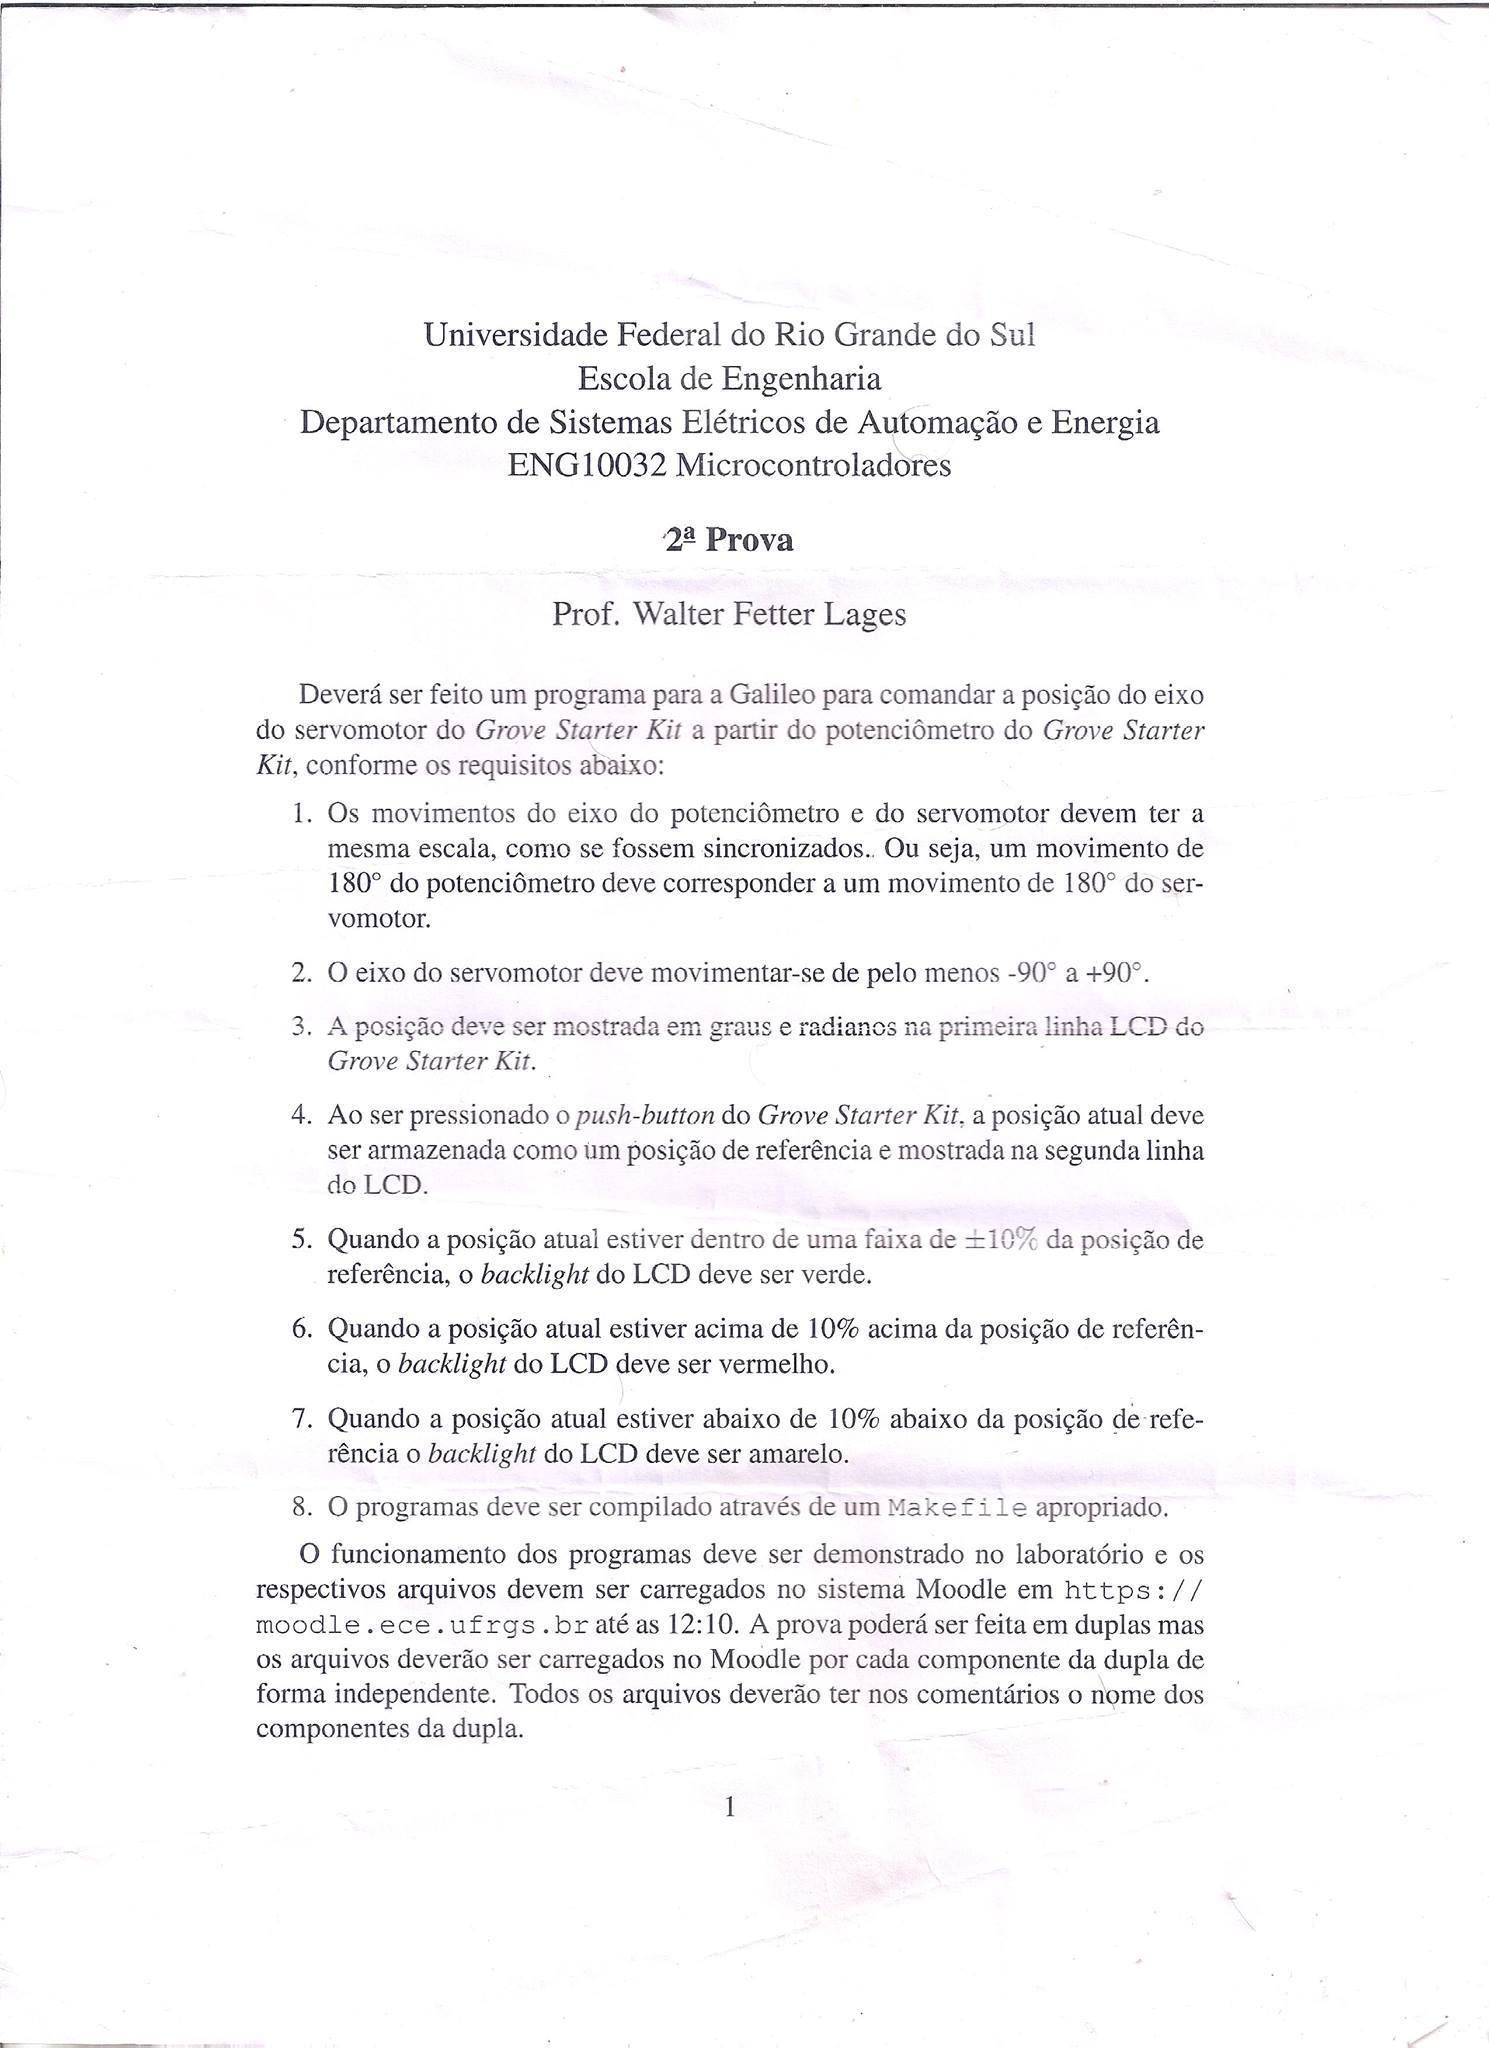 Universidade Federal do Rio Grande do Sul
Escola de Engenharia
Departamento de Sistemas Elétricos de Automação e Energia
ENG10032 Microcontroladores
2ª Prova
Prof. Walter Fetter Lages
Deverá ser feito um programa para a Galileo para comandar a posição do eixo
do servomotor do Grove Starter Kit a partir do potenciômetro do Grove Starter
Kit, conforme os requisitos abaixo:
1. Os movimentos do eixo do potenciômetro e do servomotor devem ter a
mesma escala, como se fossem sincronizados.. Ou seja, um movimento de
180° do potenciômetro deve corresponder a um movimento de 180° do ser-
vomotor.
2. O eixo do servomotor deve movimentar-se de pelo menos -90° a +90°.
3. A posição deve ser mostrada em graus e radianos na primeira linha LCD do
Grove Starter Kit.
4. Ao ser pressionado o push-button do Grove Starter Kit, a posição atual deve
ser armazenada como um posição de referência e mostrada na segunda linha
do LCD.
5. Quando a posição atual estiver dentro de uma faixa de ±10% da posição de
referência, o backlight do LCD deve ser verde.
6. Quando a posição atual estiver acima de 10% acima da posição de referên-
cia, o backlight do LCD deve ser vermelho.
7. Quando a posição atual estiver abaixo de 10% abaixo da posição de refe-
rência o backlight do LCD deve ser amarelo.
8. O programas deve ser compilado através de um Makefile apropriado.
O funcionamento dos programas deve ser demonstrado no laboratório e os
respectivos arquivos devem ser carregados no sistema Moodle em https://
moodle.ece.ufrgs.br até as 12:10. A prova poderá ser feita em duplas mas
os arquivos deverão ser carregados no Moodle por cada componente da dupla de
forma independente. Todos os arquivos deverão ter nos comentários o nome dos
componentes da dupla.
1